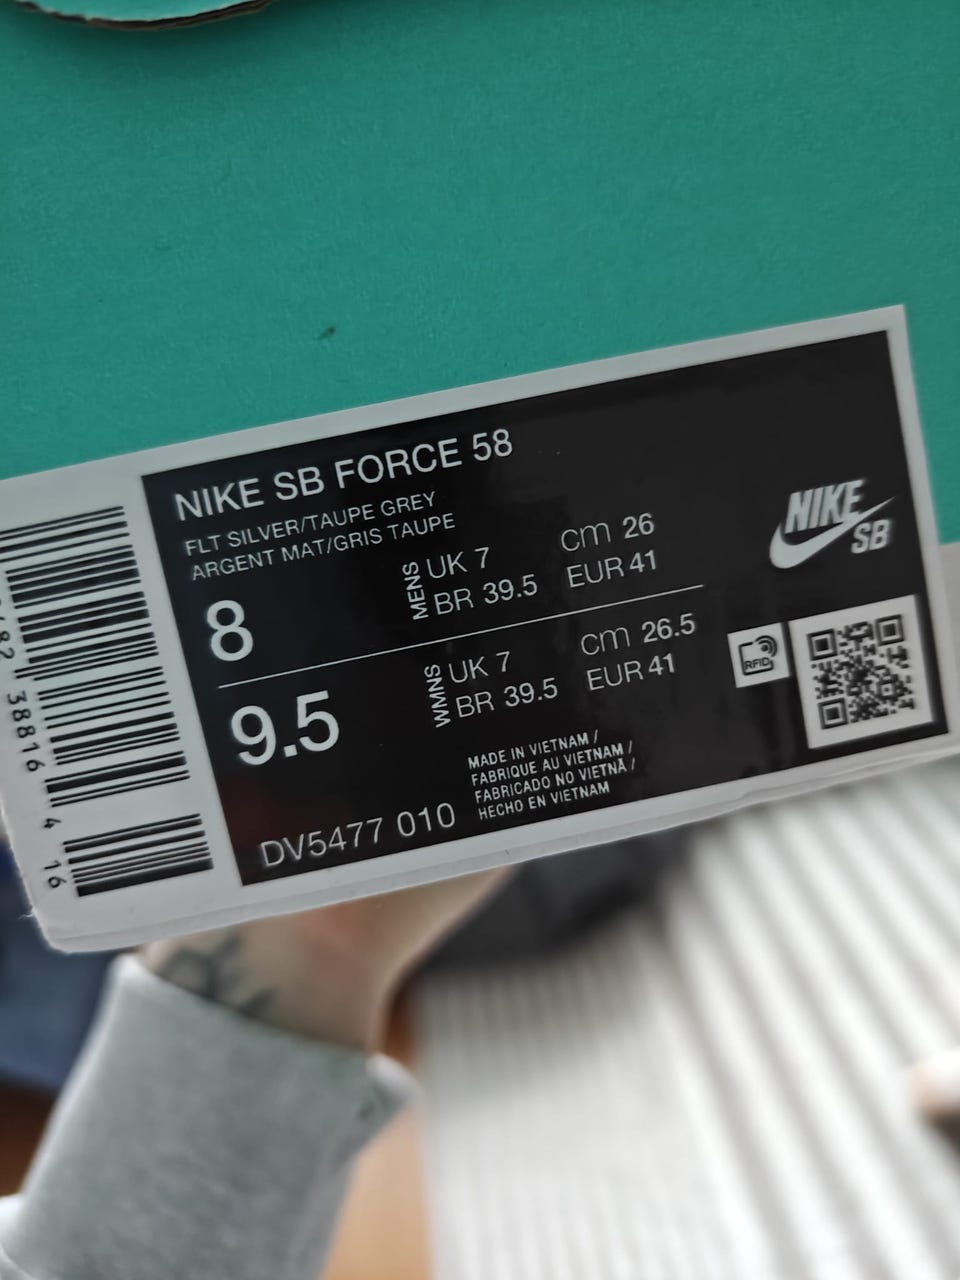 NIKE SB FORCE 58
FLT SILVER/TAUPE GREY
ARGENT MAT/GRIS TAUPE
8
MENS
UK 7
BR 39.5
cm 26
EUR 41
9.5
WMNS
UK 7
BR 39.5
cm 26.5
EUR 41
MADE IN VIETNAM /
FABRIQUE AU VIETNAM /
FABRICADO NO VIETNÃ /
HECHO EN VIETNAM
DV5477 010
NIKE
SB
RFID
38816 4 16